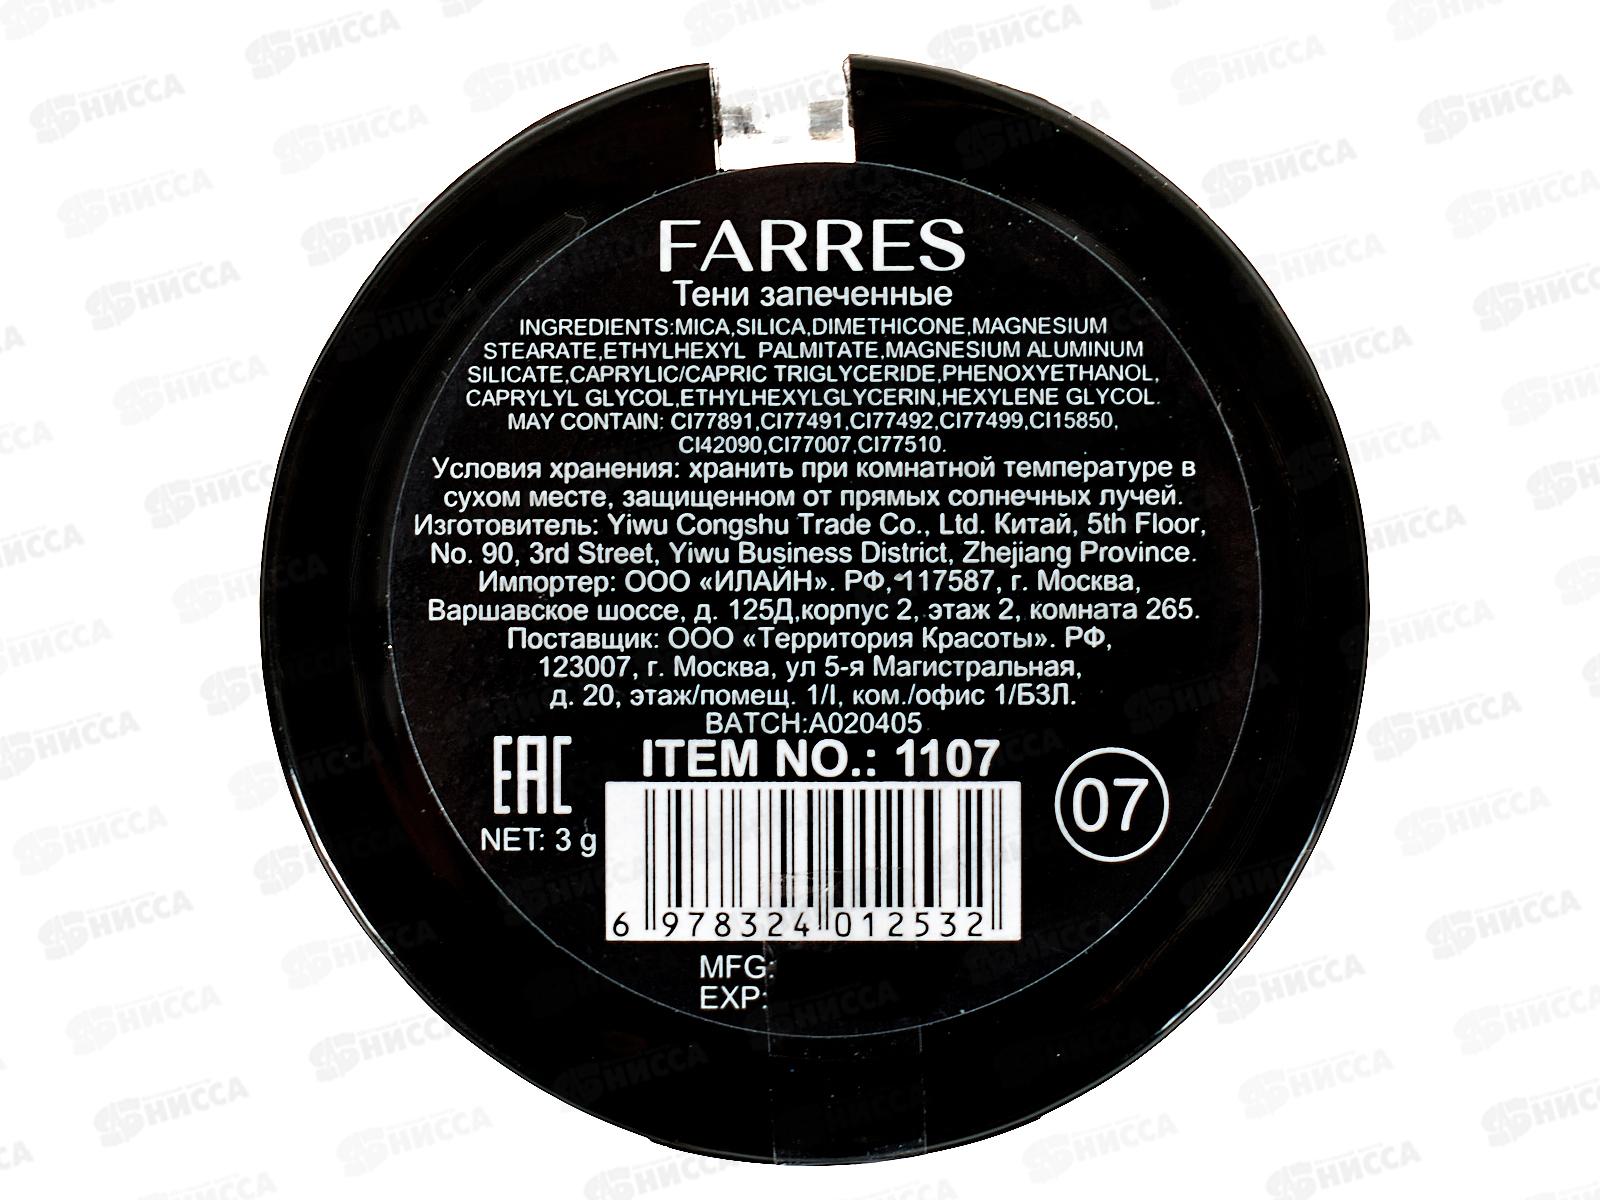 FARRES
Тени запеченные
INGREDIENTS:MICA,SILICA,DIMETHICONE,MAGNESIUM
STEARATE,ETHYLHEXYL PALMITATE,MAGNESIUM ALUMINUM
SILICATE,CAPRYLIC/CAPRIC TRIGLYCERIDE,PHENOXYETHANOL,
CAPRYLYL GLYCOL,ETHYLHEXYLGLYCERIN,HEXYLENE GLYCOL.
MAY CONTAIN: CI77891,CI77491,CI77492,CI77499,CI15850,
CI42090,CI77007,CI77510.
Условия хранения: хранить при комнатной температуре в
сухом месте, защищенном от прямых солнечных лучей.
Изготовитель: Yiwu Congshu Trade Co., Ltd. Китай, 5th Floor,
No. 90, 3rd Street, Yiwu Business District, Zhejiang Province.
Импортер: ООО «ИЛАЙН». РФ, 117587, г. Москва,
Варшавское шоссе, д. 125Д,корпус 2, этаж 2, комната 265.
Поставщик: ООО «Территория Красоты». РФ,
123007, г. Москва, ул 5-я Магистральная,
д. 20, этаж/помещ. 1/I, ком./офис 1/БЗЛ.
BATCH:A020405
EAC
ITEM NO.: 1107
07
NET: 3 g
6 978324 012532
MFG:
EXP:
НИССА